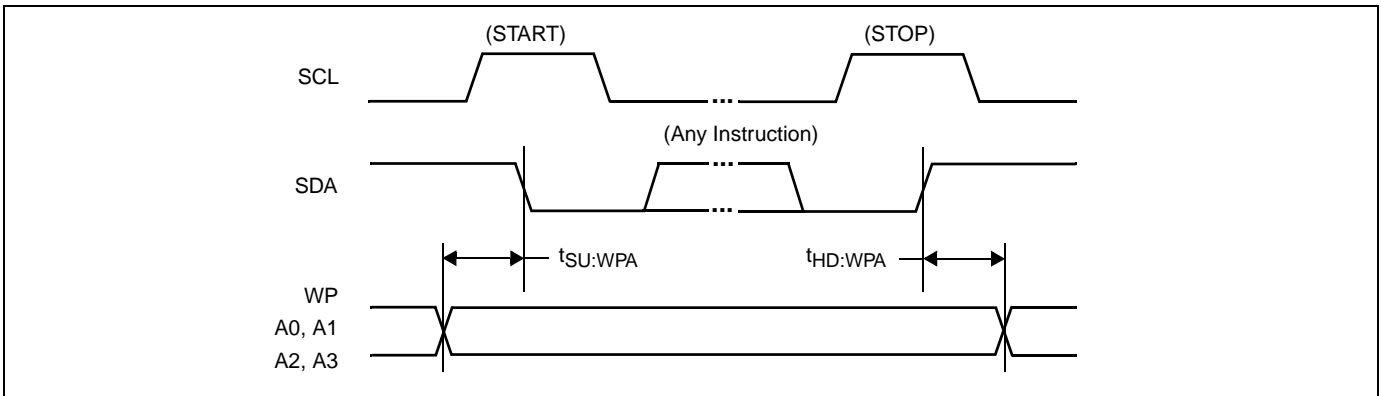 (START)
(STOP)
SCL
...
(Any Instruction)
...
SDA
...
tSU:WPA
tHD:WPA
WP
A0, A1
A2, A3